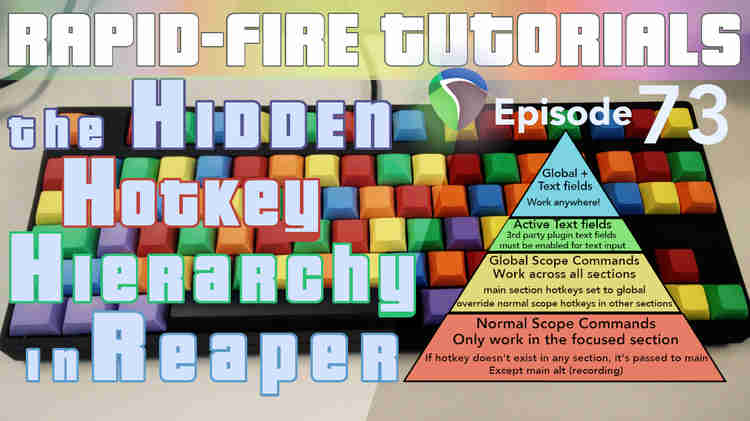 RAPID-FIRE TUTORIALS
the Hidden
Hotkey
Hierarchy
in Reaper
Episode 73
Global +
Text fields
Work anywhere!
Active Text fields
3rd party plugin text fields
must be enabled for text input
Global Scope Commands
Work across all sections
main section hotkeys set to global
override normal scope hotkeys in other sections
Normal Scope Commands
Only work in the focused section
If hotkey doesn't exist in any section, it's passed to main
Except main alt (recording)